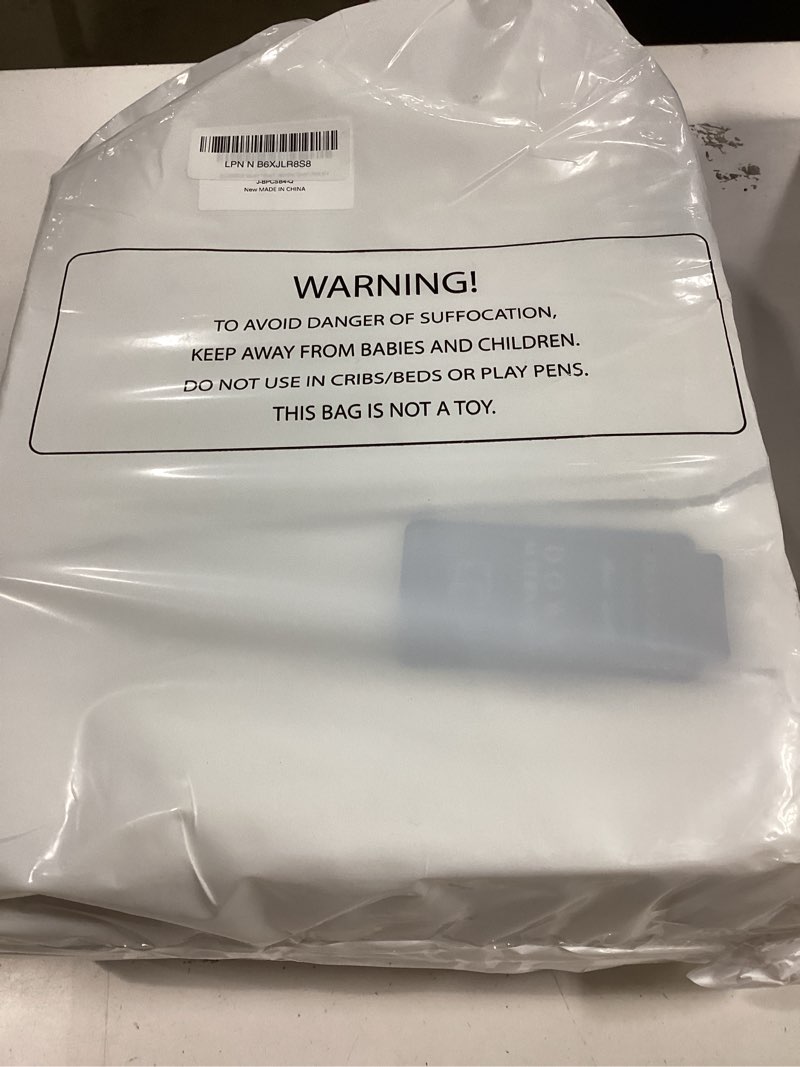 LPN N B6XJLR8S8
New MADE IN CHINA
WARNING!
TO AVOID DANGER OF SUFFOCATION,
KEEP AWAY FROM BABIES AND CHILDREN.
DO NOT USE IN CRIBS/BEDS OR PLAY PENS.
THIS BAG IS NOT A TOY.